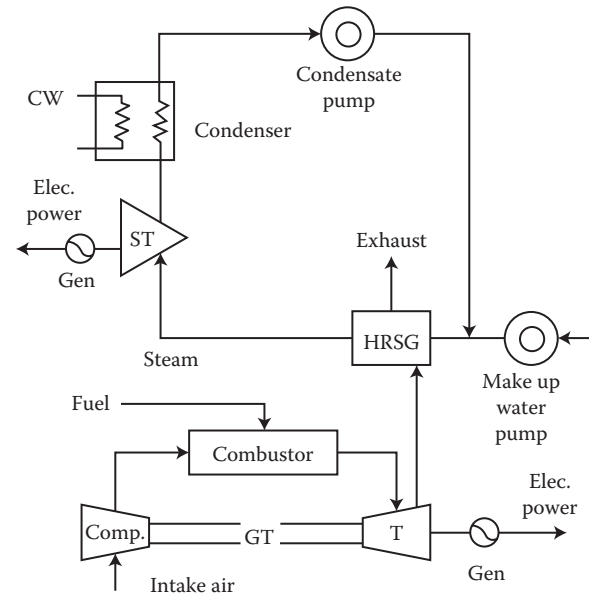 Condensate
pump
CW
Condenser
Elec.
power
ST
Gen
Exhaust
HRSG
Steam
Make up
water
pump
Fuel
Combustor
Elec.
power
Comp.
GT
T
Gen
Intake air